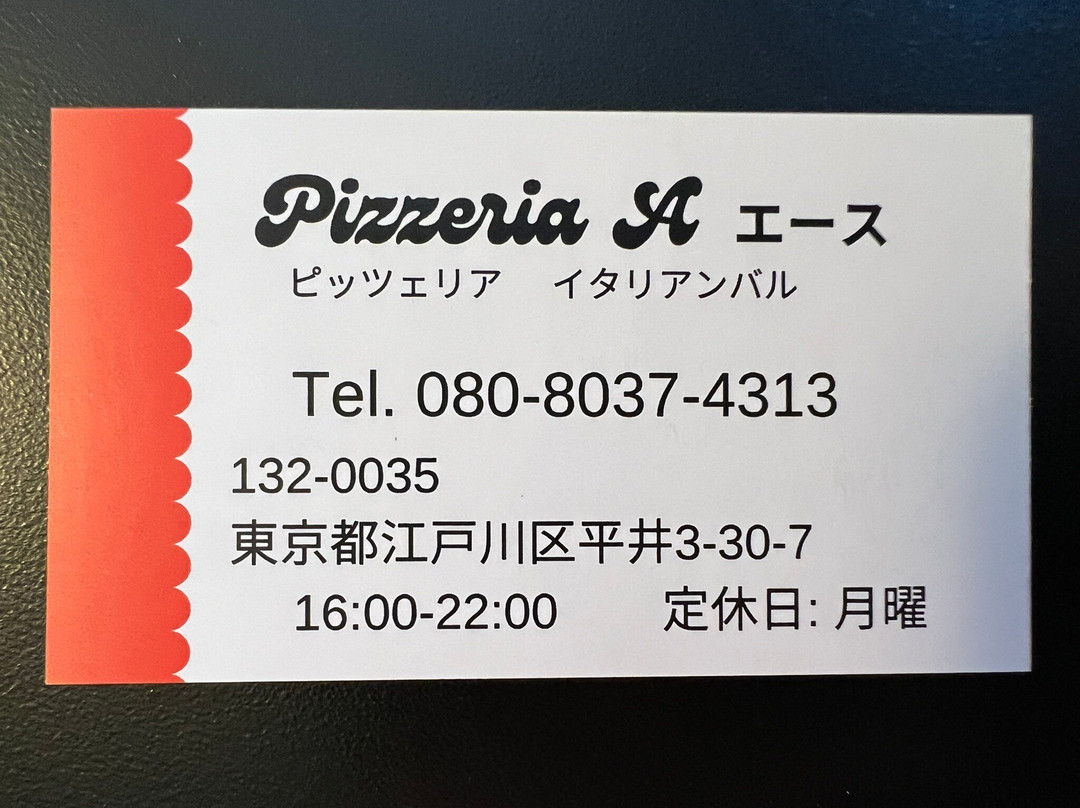 Pizzeria A エース
ピッツェリア イタリアンバル
Tel. 080-8037-4313
132-0035
東京都江戸川区平井3-30-7
16:00-22:00 定休日: 月曜